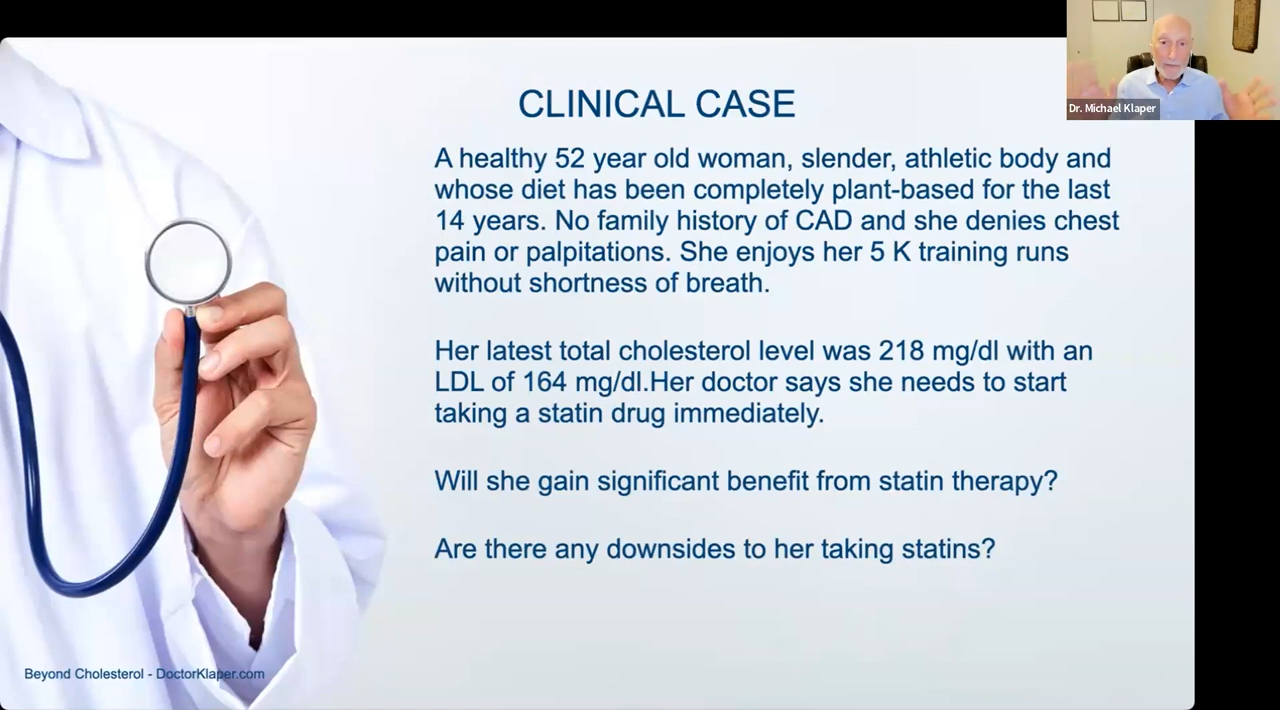 Dr. Michael Klaper
CLINICAL CASE
A healthy 52 year old woman, slender, athletic body and
whose diet has been completely plant-based for the last
14 years. No family history of CAD and she denies chest
pain or palpitations. She enjoys her 5 K training runs
without shortness of breath.
Her latest total cholesterol level was 218 mg/dl with an
LDL of 164 mg/dl.Her doctor says she needs to start
taking a statin drug immediately.
Will she gain significant benefit from statin therapy?
Are there any downsides to her taking statins?
Beyond Cholesterol - DoctorKlaper.com